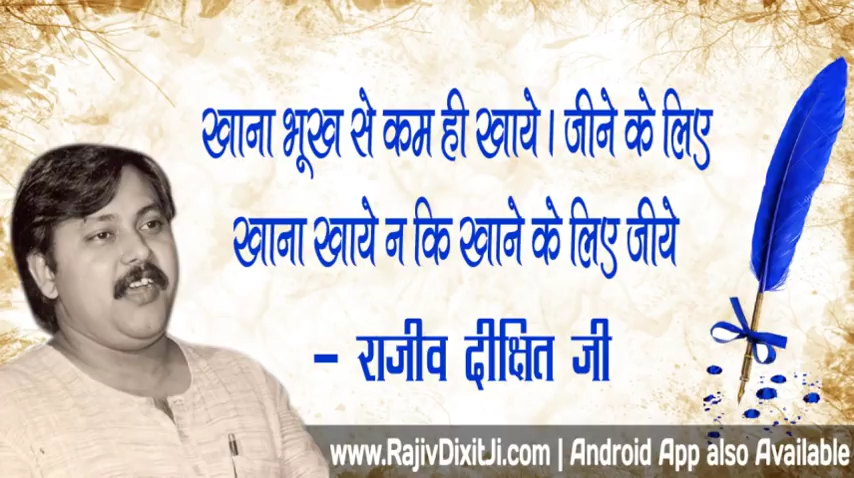 खाना भूख से कम ही खाये। जीने के लिए
खाना खाये न कि खाने के लिए जीये
– राजीव दीक्षित जी
www.RajivDixitJi.com | Android App also Available